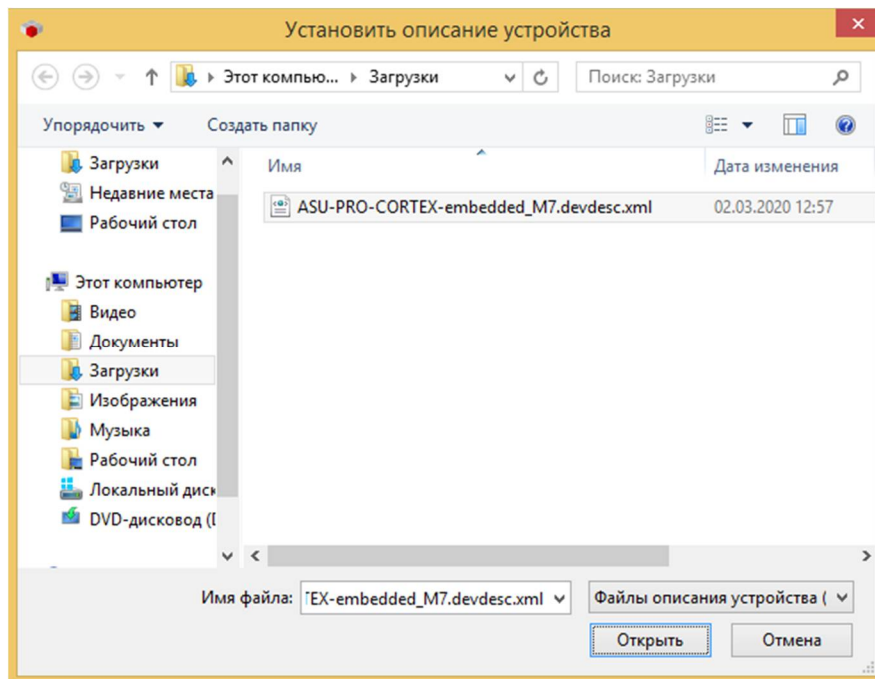 Установить описание устройства
Этот компью... Загрузки
Поиск: Загрузки
Упорядочить
Создать папку
Загрузки
Недавние места
Рабочий стол
Этот компьютер
Видео
Документы
Загрузки
Изображения
Музыка
Рабочий стол
Локальный диск
DVD-дисковод (
Имя
Дата изменения
ASU-PRO-CORTEX-embedded_M7.devdesc.xml
02.03.2020 12:57
Имя файла:
TEX-embedded_M7.devdesc.xml
Файлы описания устройства (
Открыть
Отмена